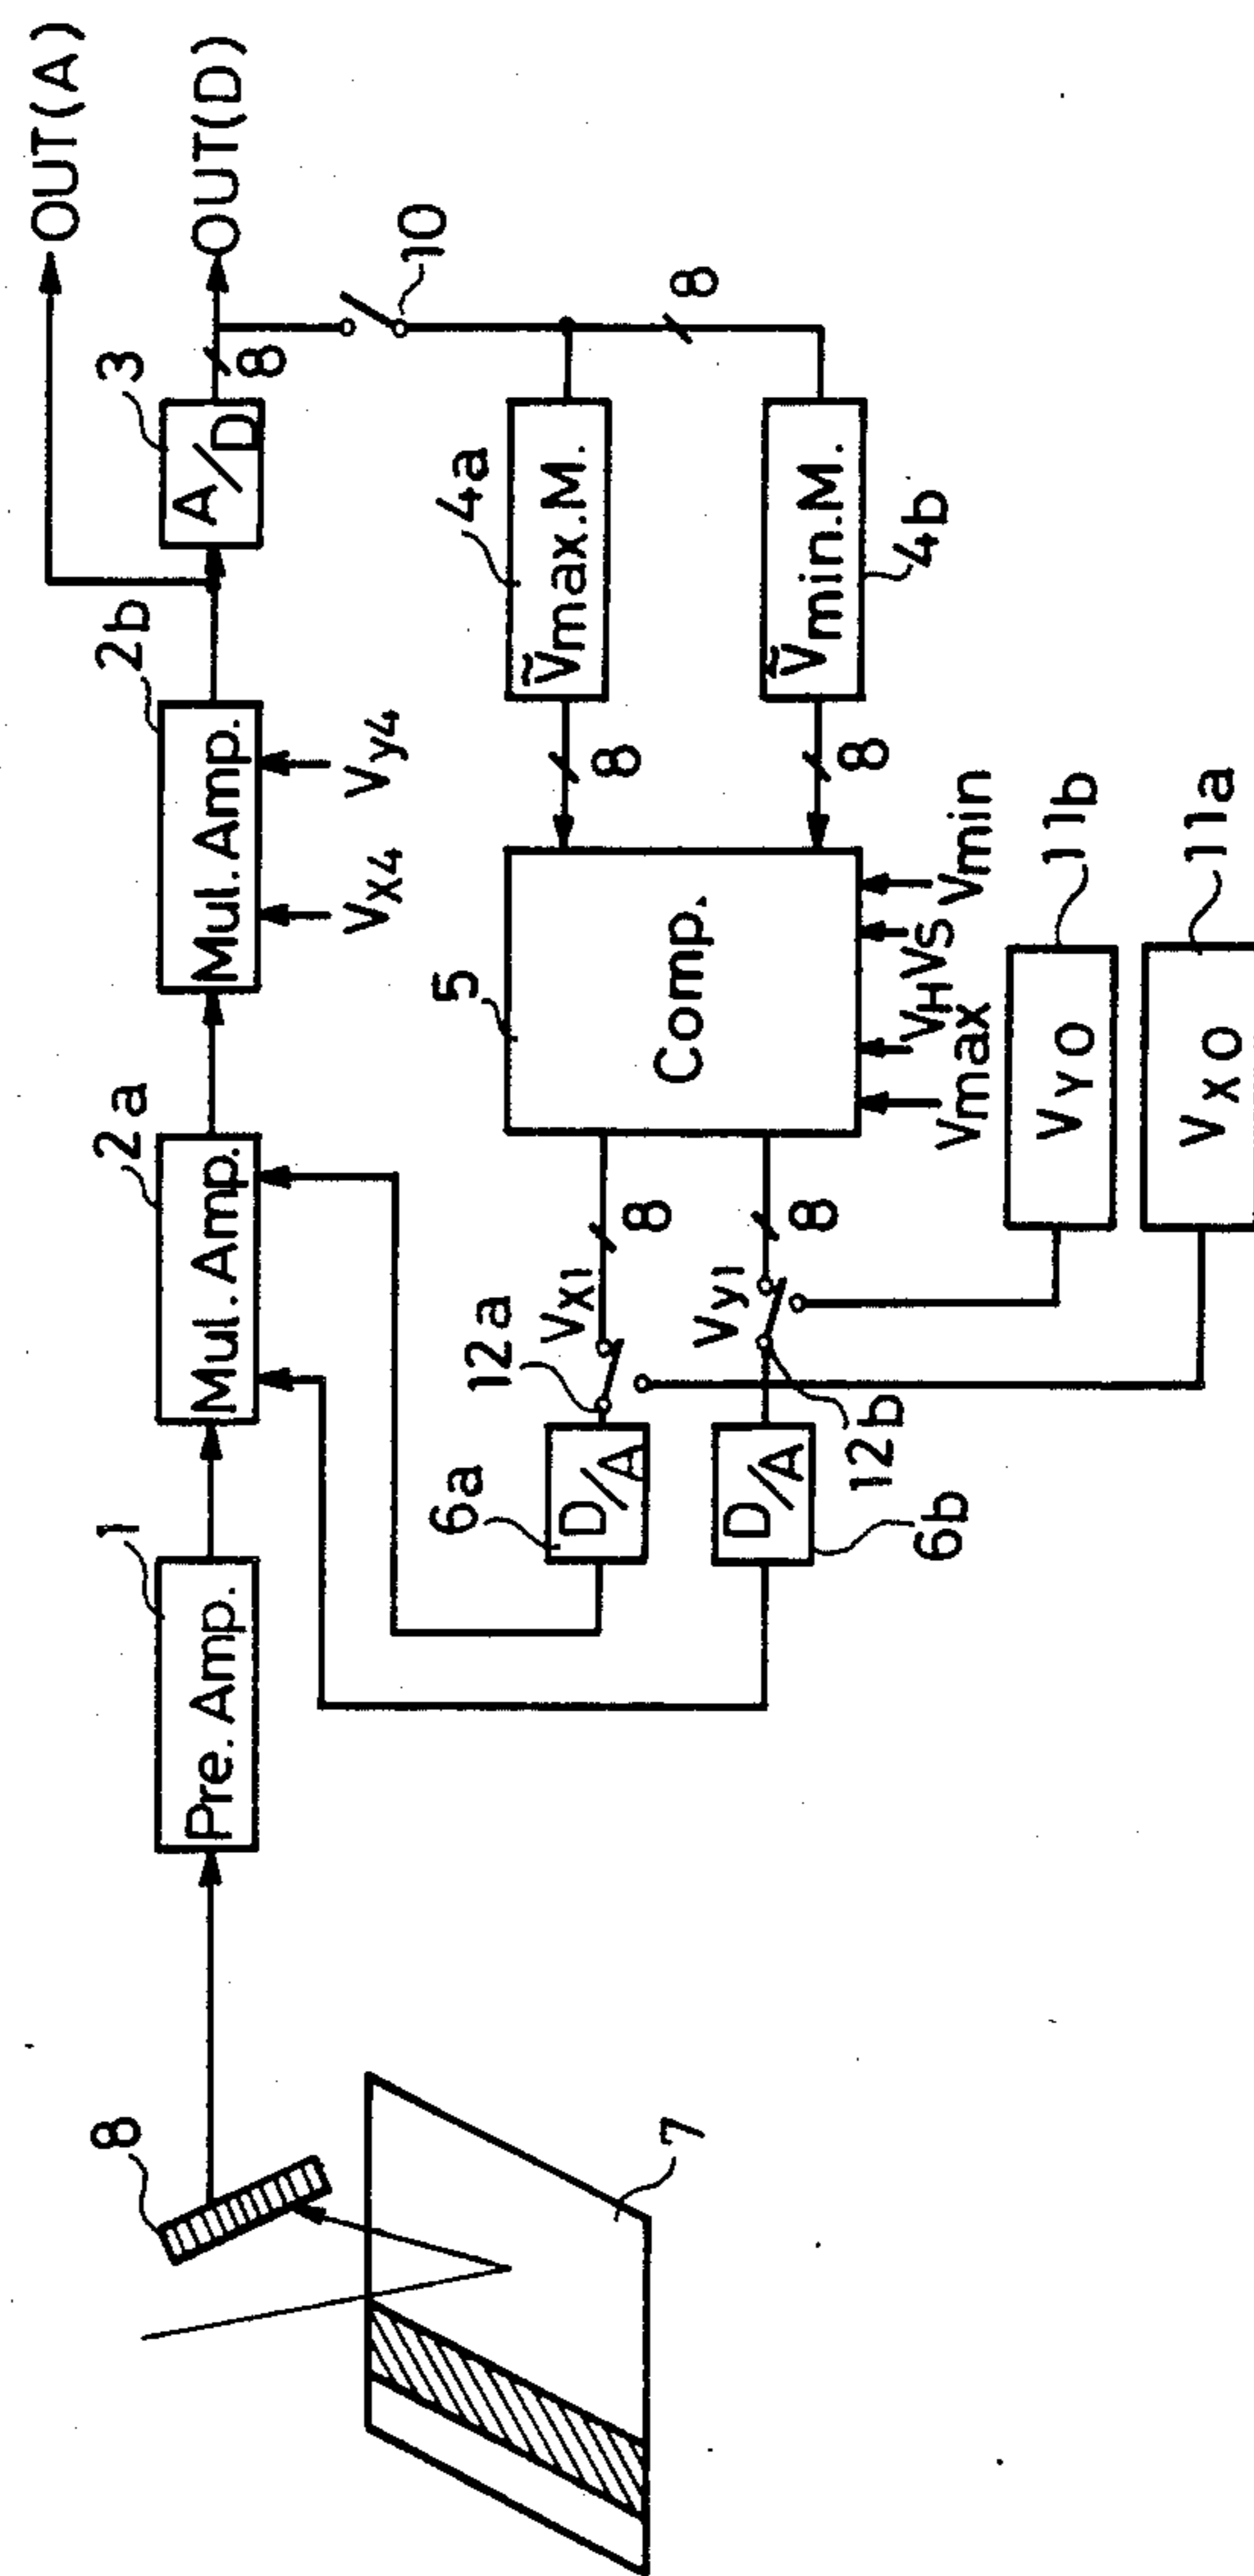 OUT(A)
OUT(D)
8
1
Pre. Amp.
2a
Mul. Amp.
2b
Mul. Amp.
Vx4
Vy4
3
A/D
8
10
8
4a
Ṽmax.M.
4b
Ṽmin.M.
8
8
5
Comp.
Vmax
VH
VS
Vmin
8
8
Vx1
Vy1
12a
12b
6a
D/A
6b
D/A
11b
VYO
11a
VXO
7